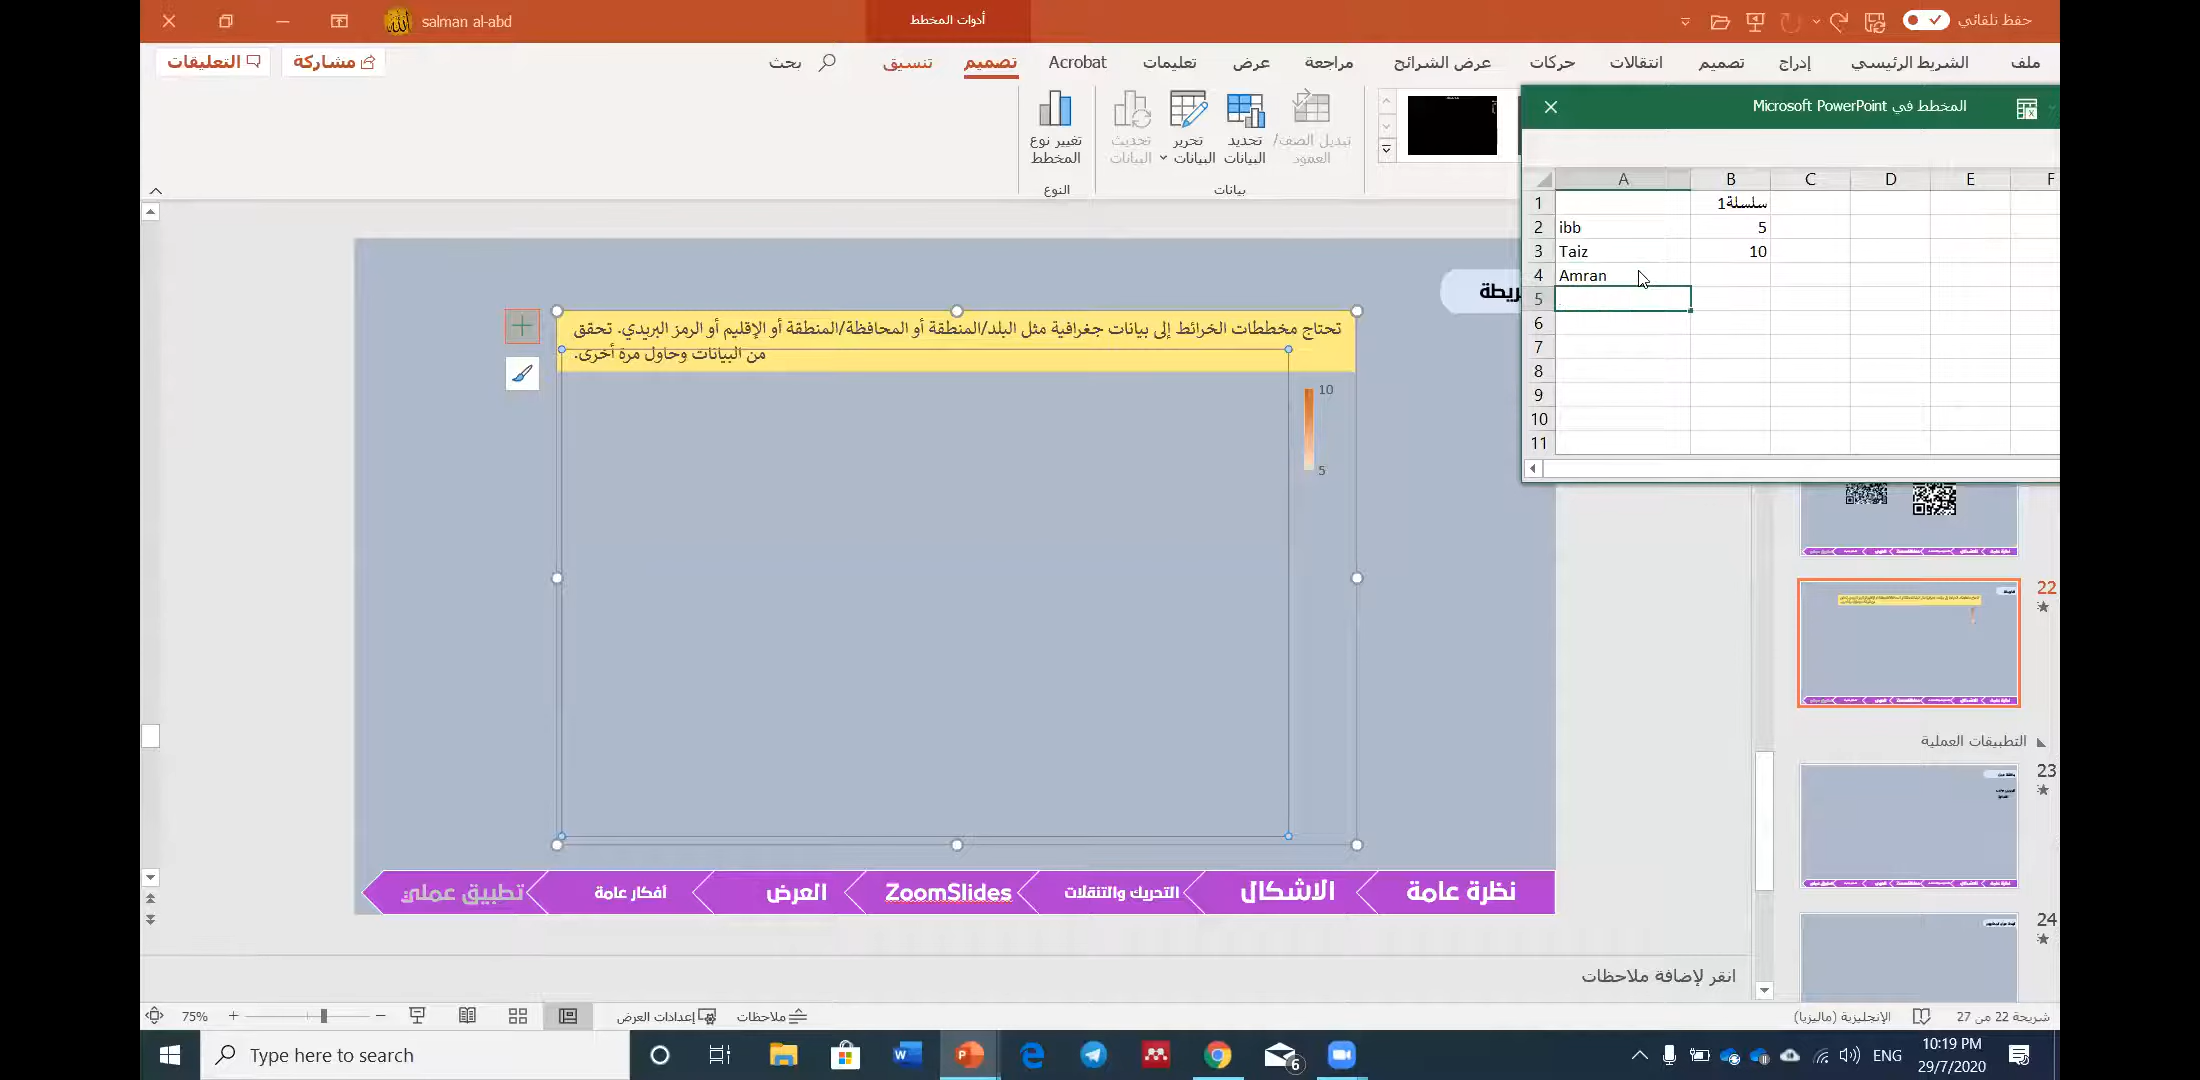 salman al-abd
أدوات المخطط
حفظ تلقائي
ملف
الشريط الرئيسي
إدراج
تصميم
انتقالات
حركات
عرض الشرائح
مراجعة
عرض
تعليمات
Acrobat
تصميم
تنسيق
بحث
مشاركة
التعليقات
تبديل الصف/
العمود
تحديد
البيانات
تحرير
البيانات
تحديث
البيانات
بيانات
تغيير نوع
المخطط
النوع
المخطط في Microsoft PowerPoint
A B C D E F
1 سلسلة1
2 ibb 5
3 Taiz 10
4 Amran
5
6
7
8
9
10
11
تحتاج مخططات الخرائط إلى بيانات جغرافية مثل البلد/المنطقة أو المحافظة/المنطقة أو الإقليم أو الرمز البريدي. تحقق
من البيانات وحاول مرة أخرى.
10
5
نظرة عامة
الاشكال
التحريك والتنقلات
ZoomSlides
العرض
أفكار عامة
تطبيق عملي
22
التطبيقات العملية
23
24
انقر لإضافة ملاحظات
شريحة 22 من 27
الإنجليزية (ماليزيا)
ملاحظات
إعدادات العرض
75%
Type here to search
6
ENG
10:19 PM
29/7/2020